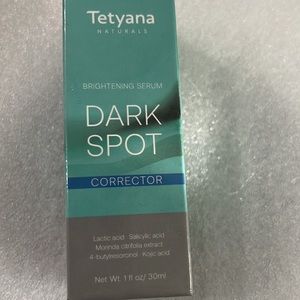 Tetyana
NATURALS
BRIGHTENING SERUM
DARK
SPOT
CORRECTOR
Lactic acid · Salicylic acid
Morinda citrifolia extract
4-butylresorcinol · Kojic acid
Net Wt. 1 fl oz/ 30ml